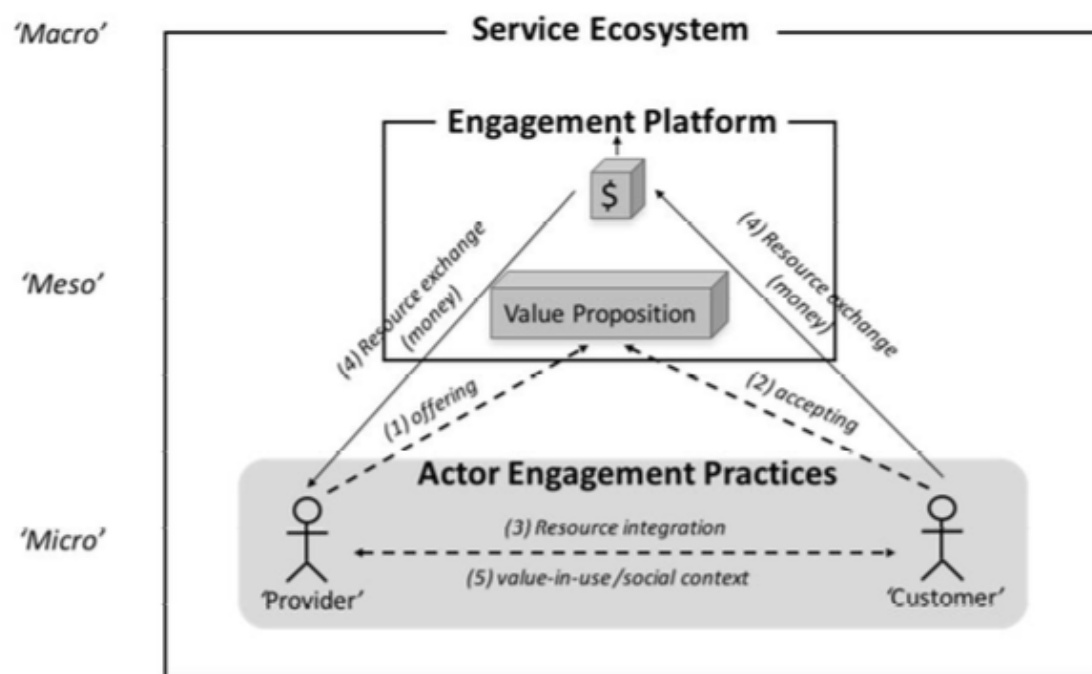 ‘Macro’
Service Ecosystem
Engagement Platform
$
(4) Resource exchange
(money)
(4) Resource exchange
(money)
‘Meso’
Value Proposition
(1) offering
(2) accepting
Actor Engagement Practices
‘Micro’
(3) Resource integration
(5) value-in-use/social context
‘Provider’
‘Customer’